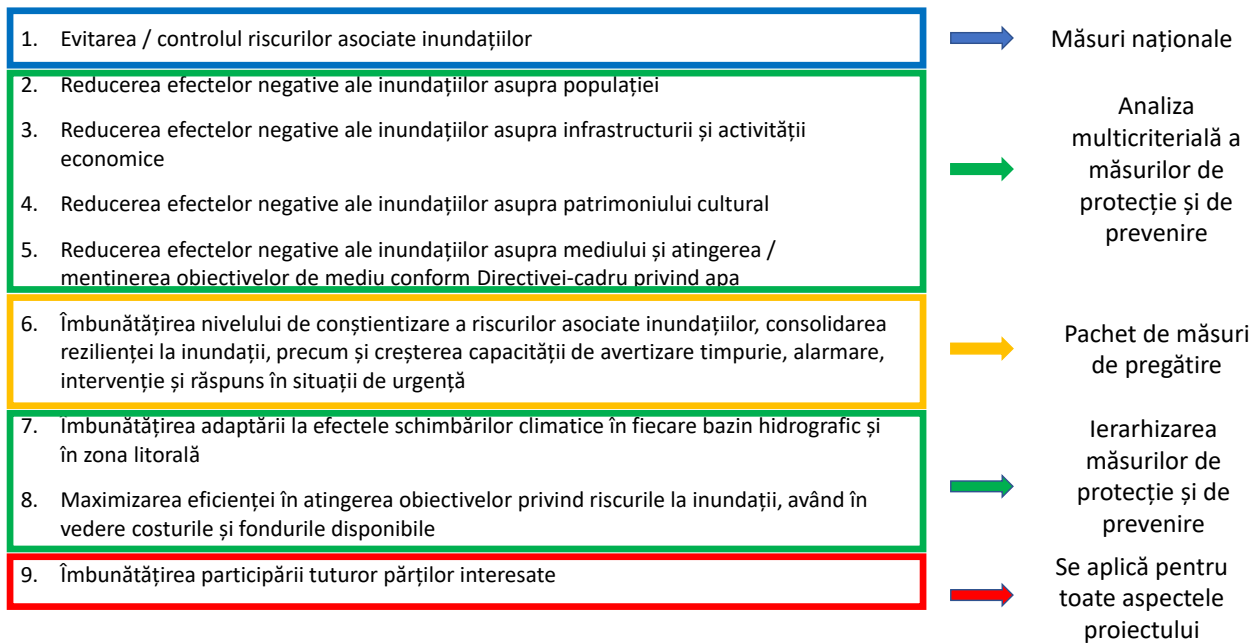 1. Evitarea / controlul riscurilor asociate inundațiilor
Măsuri naționale
2. Reducerea efectelor negative ale inundațiilor asupra populației
3. Reducerea efectelor negative ale inundațiilor asupra infrastructurii și activității
economice
4. Reducerea efectelor negative ale inundațiilor asupra patrimoniului cultural
5. Reducerea efectelor negative ale inundațiilor asupra mediului și atingerea /
mentinerea obiectivelor de mediu conform Directivei-cadru privind apa
Analiza
multicriterială a
măsurilor de
protecție și de
prevenire
6. Îmbunătățirea nivelului de conștientizare a riscurilor asociate inundațiilor, consolidarea
rezilienței la inundații, precum și creșterea capacității de avertizare timpurie, alarmare,
intervenție și răspuns în situații de urgență
Pachet de măsuri
de pregătire
7. Îmbunătățirea adaptării la efectele schimbărilor climatice în fiecare bazin hidrografic și
în zona litorală
8. Maximizarea eficienței în atingerea obiectivelor privind riscurile la inundații, având în
vedere costurile și fondurile disponibile
Ierarhizarea
măsurilor de
protecție și de
prevenire
9. Îmbunătățirea participării tuturor părților interesate
Se aplică pentru
toate aspectele
proiectului